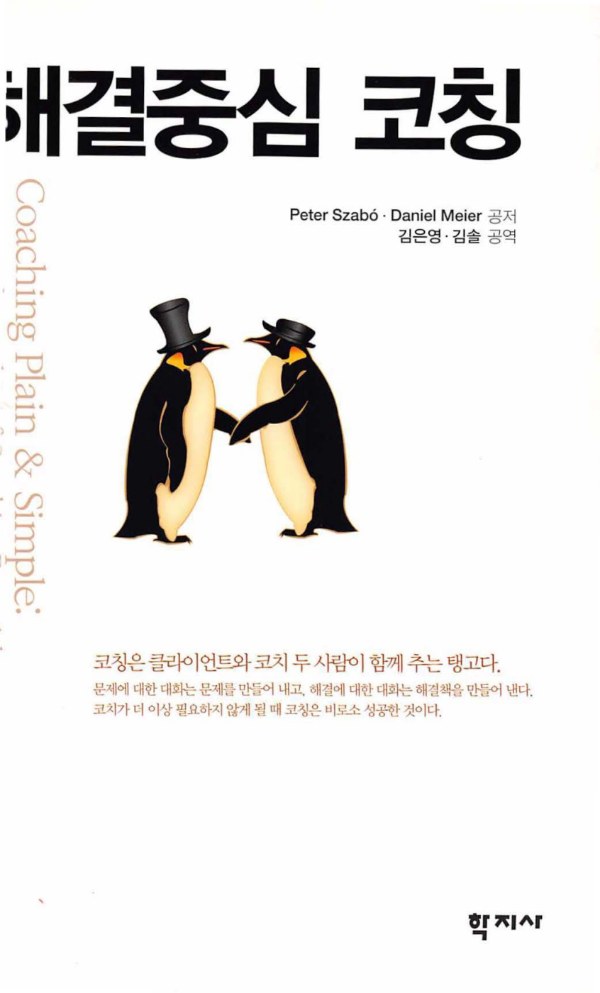 해결중심 코칭
Peter Szabó · Daniel Meier 공저
김은영 · 김솔 공역
Coaching Plain & Simple:
코칭은 클라이언트와 코치 두 사람이 함께 추는 탱고다.
문제에 대한 대화는 문제를 만들어 내고, 해결에 대한 대화는 해결책을 만들어 낸다.
코치가 더 이상 필요하지 않게 될 때 코칭은 비로소 성공한 것이다.
학지사